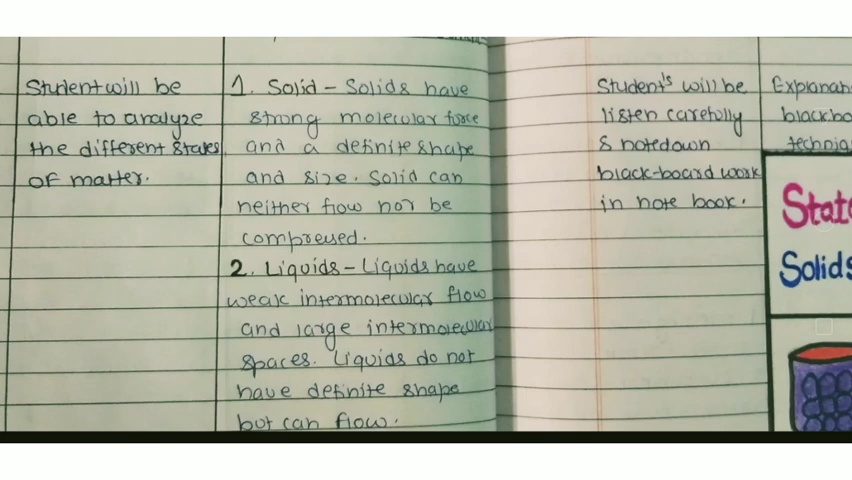 Student will be
able to analyze
the different states
of matter.
1. Solid - Solids have
strong molecular force
and a definite shape
and size. Solid can
neither flow nor be
compressed.
2. Liquids - Liquids have
weak intermolecular flow
and large intermolecular
spaces. Liquids do not
have definite shape
but can flow.
Student's will be
listen carefully
& notedown
black-board work
in note book.
Explanat
blackbo
techniq
State
Solids